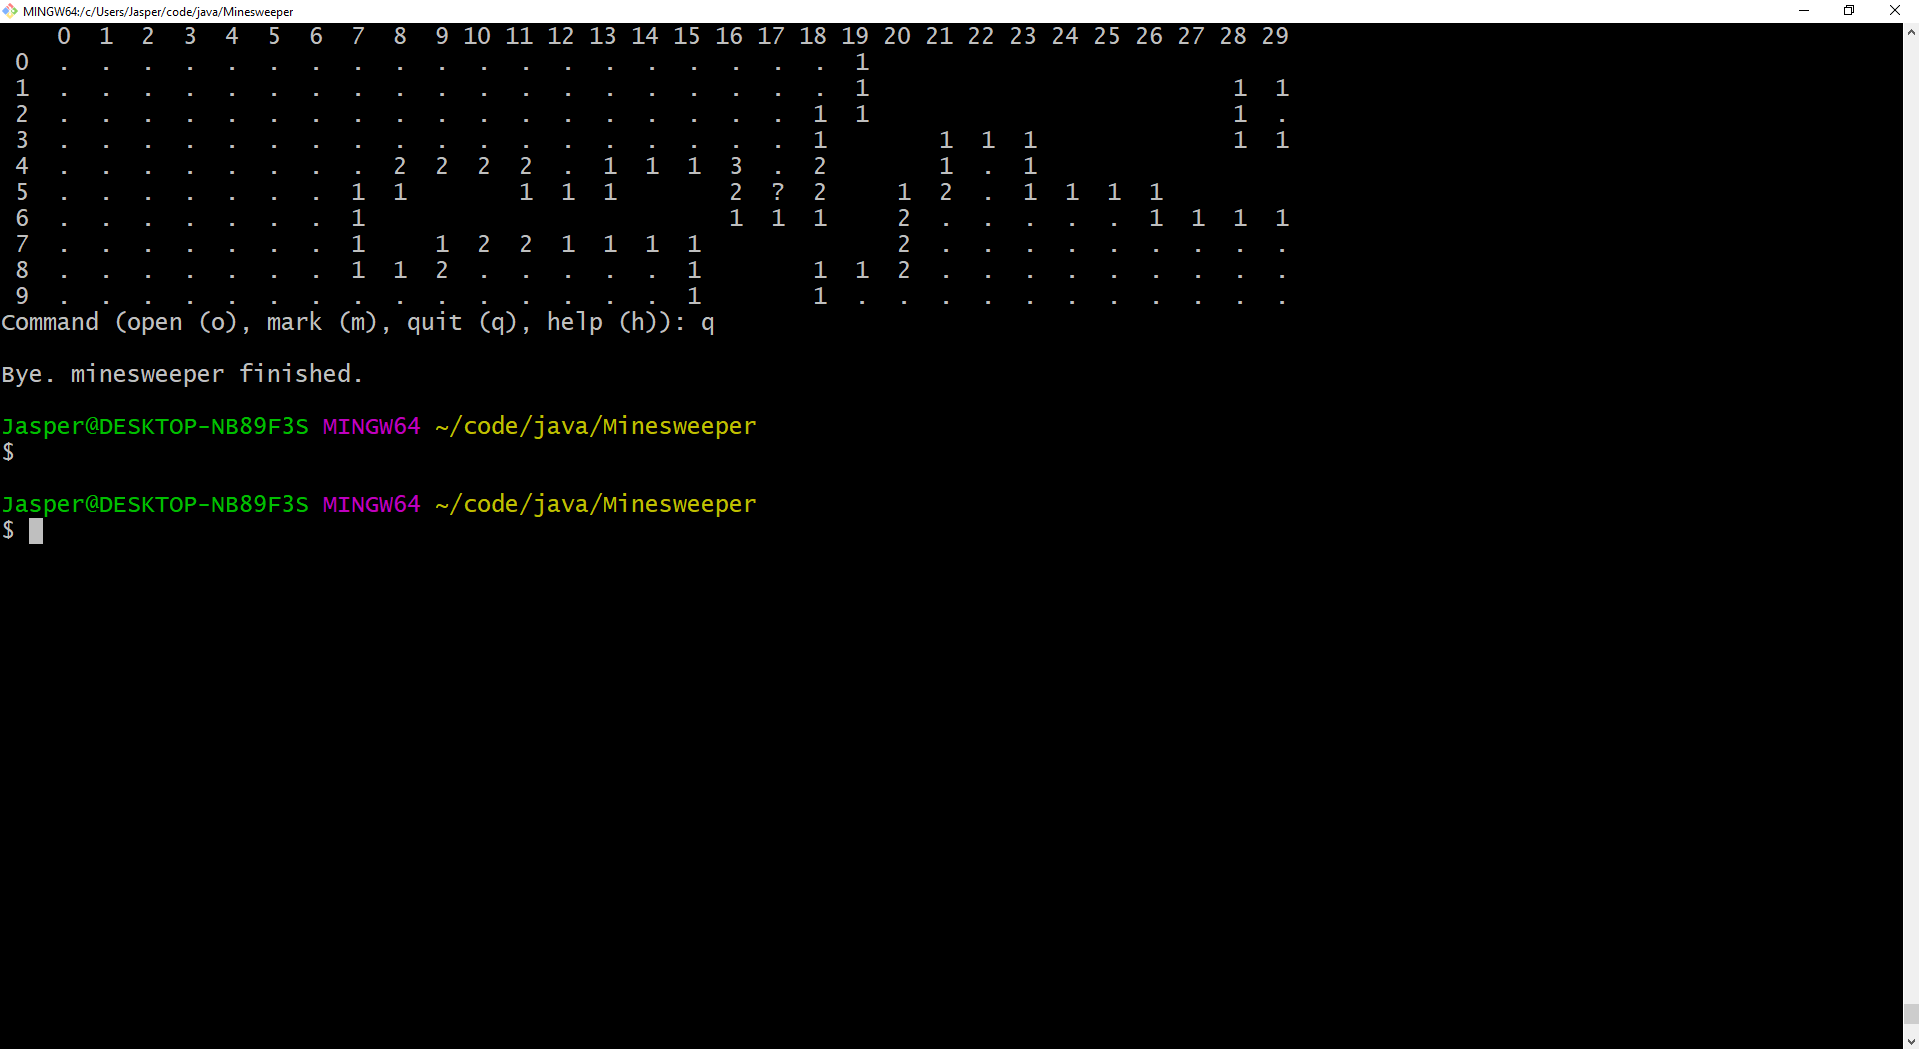 MINGW64:/c/Users/Jasper/code/java/Minesweeper
    0  1  2  3  4  5  6  7  8  9 10 11 12 13 14 15 16 17 18 19 20 21 22 23 24 25 26 27 28 29
 0  .  .  .  .  .  .  .  .  .  .  .  .  .  .  .  .  .  .  .  1
 1  .  .  .  .  .  .  .  .  .  .  .  .  .  .  .  .  .  .  .  1                          1  1
 2  .  .  .  .  .  .  .  .  .  .  .  .  .  .  .  .  .  .  1  1                          1  .
 3  .  .  .  .  .  .  .  .  .  .  .  .  .  .  .  .  .  .  1        1  1  1              1  1
 4  .  .  .  .  .  .  .  .  2  2  2  2  .  1  1  1  3  .  2        1  .  1
 5  .  .  .  .  .  .  .  1  1        1  1  1        2  ?  2     1  2  .  1  1  1  1
 6  .  .  .  .  .  .  .  1                          1  1  1     2  .  .  .  .  .  1  1  1  1
 7  .  .  .  .  .  .  .  1     1  2  2  1  1  1  1              2  .  .  .  .  .  .  .  .  .
 8  .  .  .  .  .  .  .  1  1  2  .  .  .  .  .  1        1  1  2  .  .  .  .  .  .  .  .  .
 9  .  .  .  .  .  .  .  .  .  .  .  .  .  .  .  1        1  .  .  .  .  .  .  .  .  .  .  .
Command (open (o), mark (m), quit (q), help (h)): q
Bye. minesweeper finished.
Jasper@DESKTOP-NB89F3S MINGW64 ~/code/java/Minesweeper
$
Jasper@DESKTOP-NB89F3S MINGW64 ~/code/java/Minesweeper
$